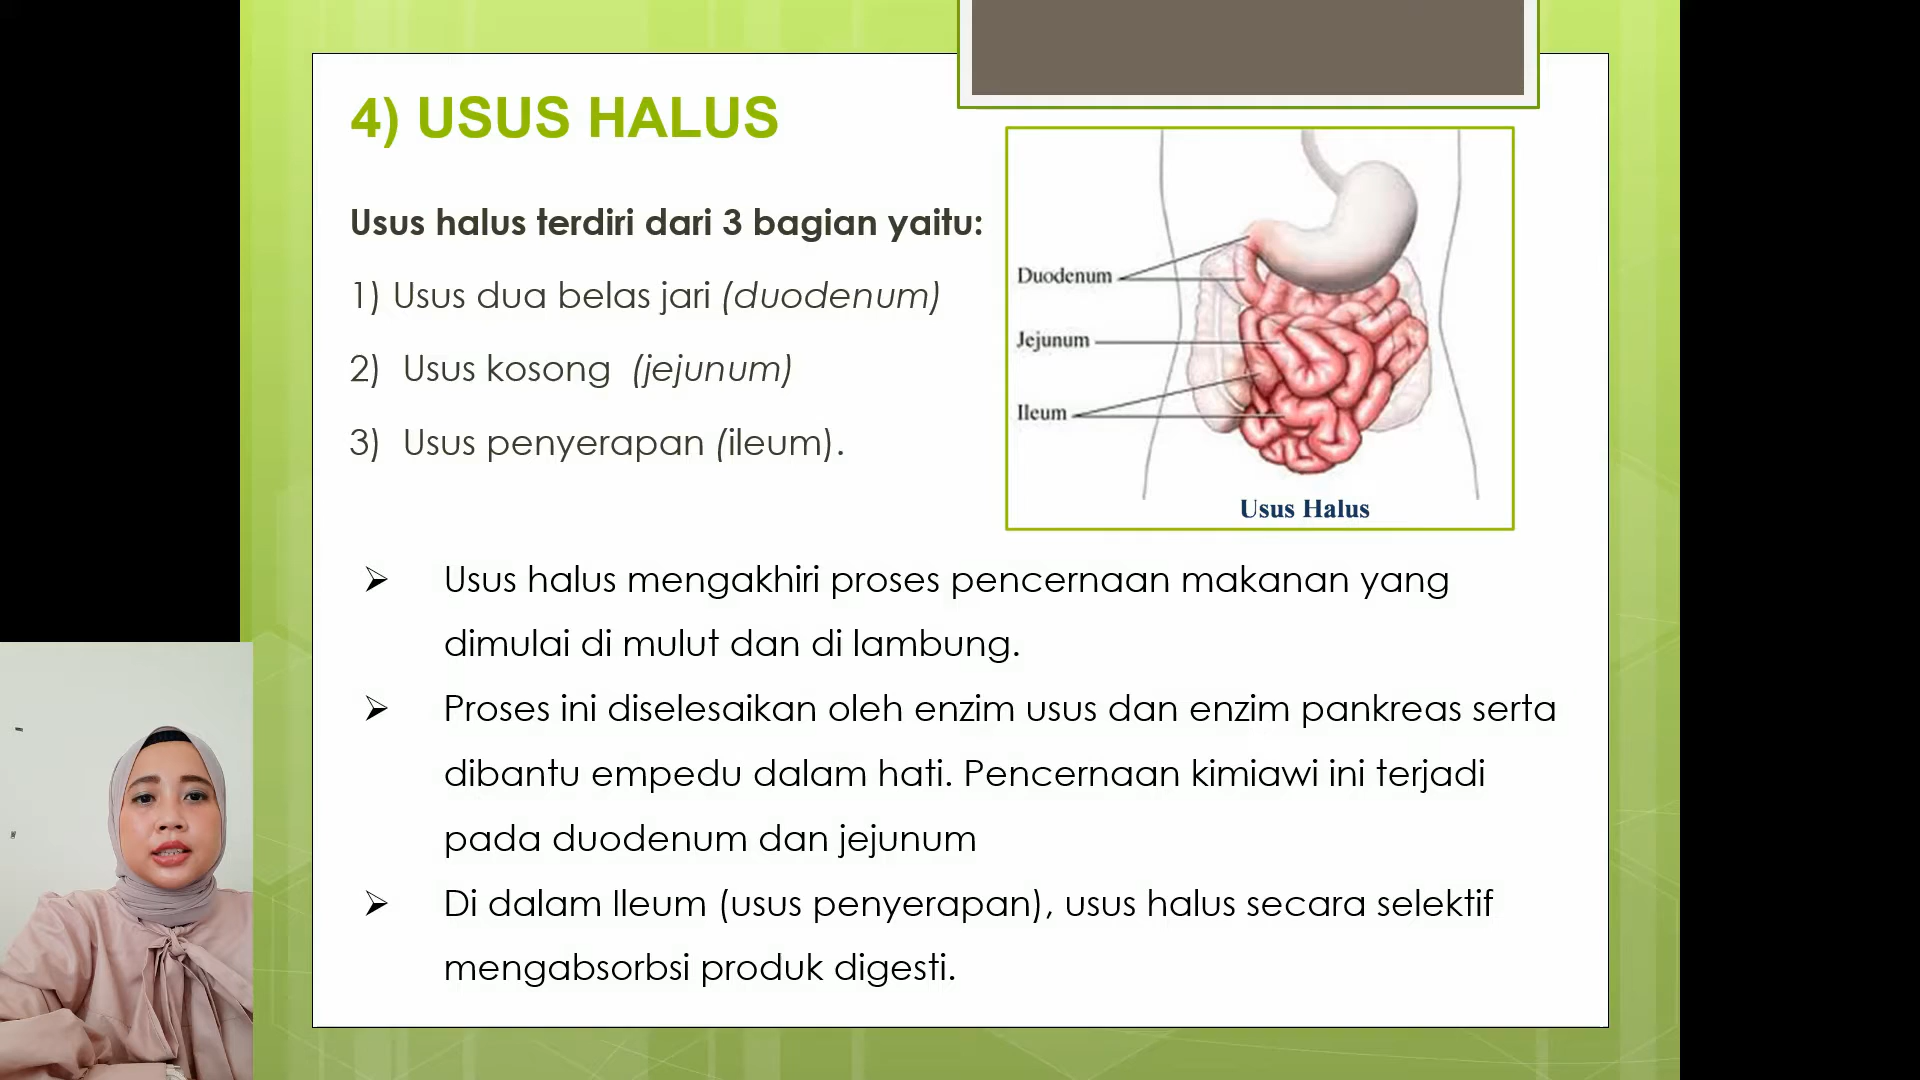 4) USUS HALUS
Usus halus terdiri dari 3 bagian yaitu:
1) Usus dua belas jari (duodenum)
2) Usus kosong (jejunum)
3) Usus penyerapan (ileum).
Duodenum
Jejunum
Ileum
Usus Halus
➢ Usus halus mengakhiri proses pencernaan makanan yang
dimulai di mulut dan di lambung.
➢ Proses ini diselesaikan oleh enzim usus dan enzim pankreas serta
dibantu empedu dalam hati. Pencernaan kimiawi ini terjadi
pada duodenum dan jejunum
➢ Di dalam Ileum (usus penyerapan), usus halus secara selektif
mengabsorbsi produk digesti.